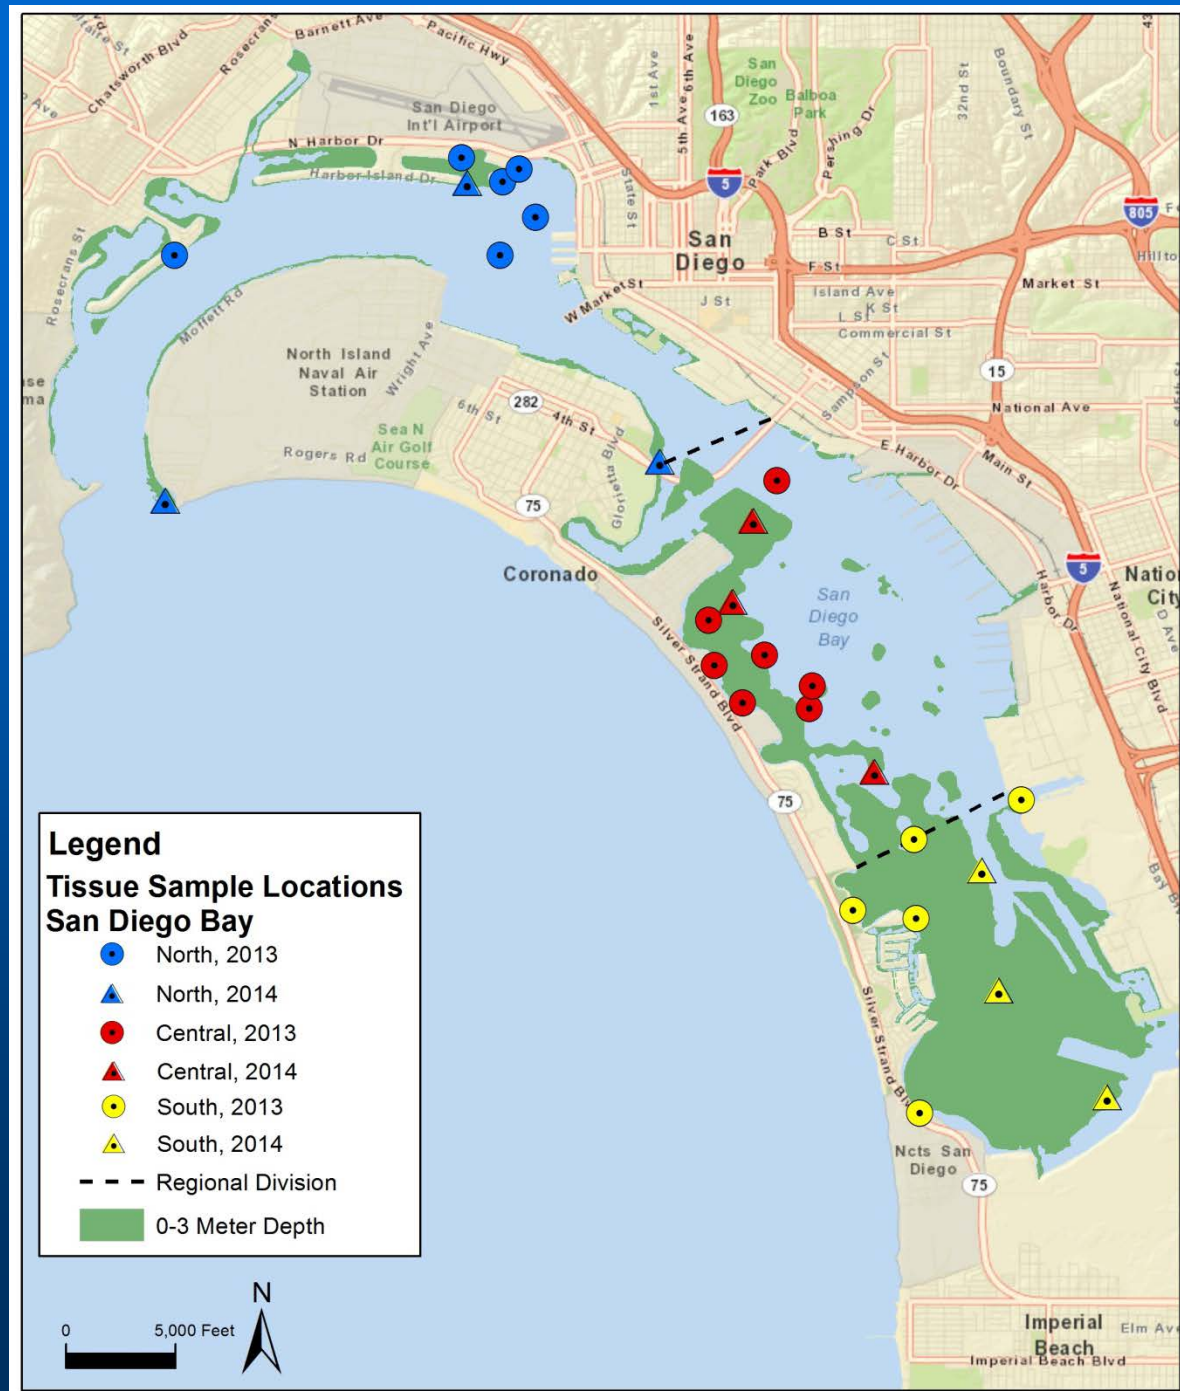 Barnett Ave
Pacific Hwy
Rosecrans
Chatsworth Blvd
1st Ave
5th Ave
6th Ave
San
Diego
Zoo
Balboa
Park
163
32nd St
Boundary St
43
San Diego
Int'l Airport
N Harbor Dr
Harbor Island Dr
State St
5th Ave
Park Blvd
Pershing Dr
5
805
B St
C St
San
Diego
F St
Market St
Island Ave
J St
K St
L St
Commercial St
W Market St
Rosecrans St
Moffett Rd
North Island
Naval Air
Station
Wright Ave
15
282
6th St
4th St
Sampson St
National Ave
Sea N
Air Golf
Course
Rogers Rd
Glorietta Blvd
E Harbor Dr
Main St
75
Coronado
5
Harbor Dr
National City Blvd
D Ave
San
Diego
Bay
Silver Strand Blvd
75
Legend
Tissue Sample Locations
San Diego Bay
North, 2013
North, 2014
Central, 2013
Central, 2014
South, 2013
South, 2014
Regional Division
0-3 Meter Depth
Ncts San
Diego
75
N
0 5,000 Feet
Imperial
Beach
Elm Ave
Imperial Beach Blvd